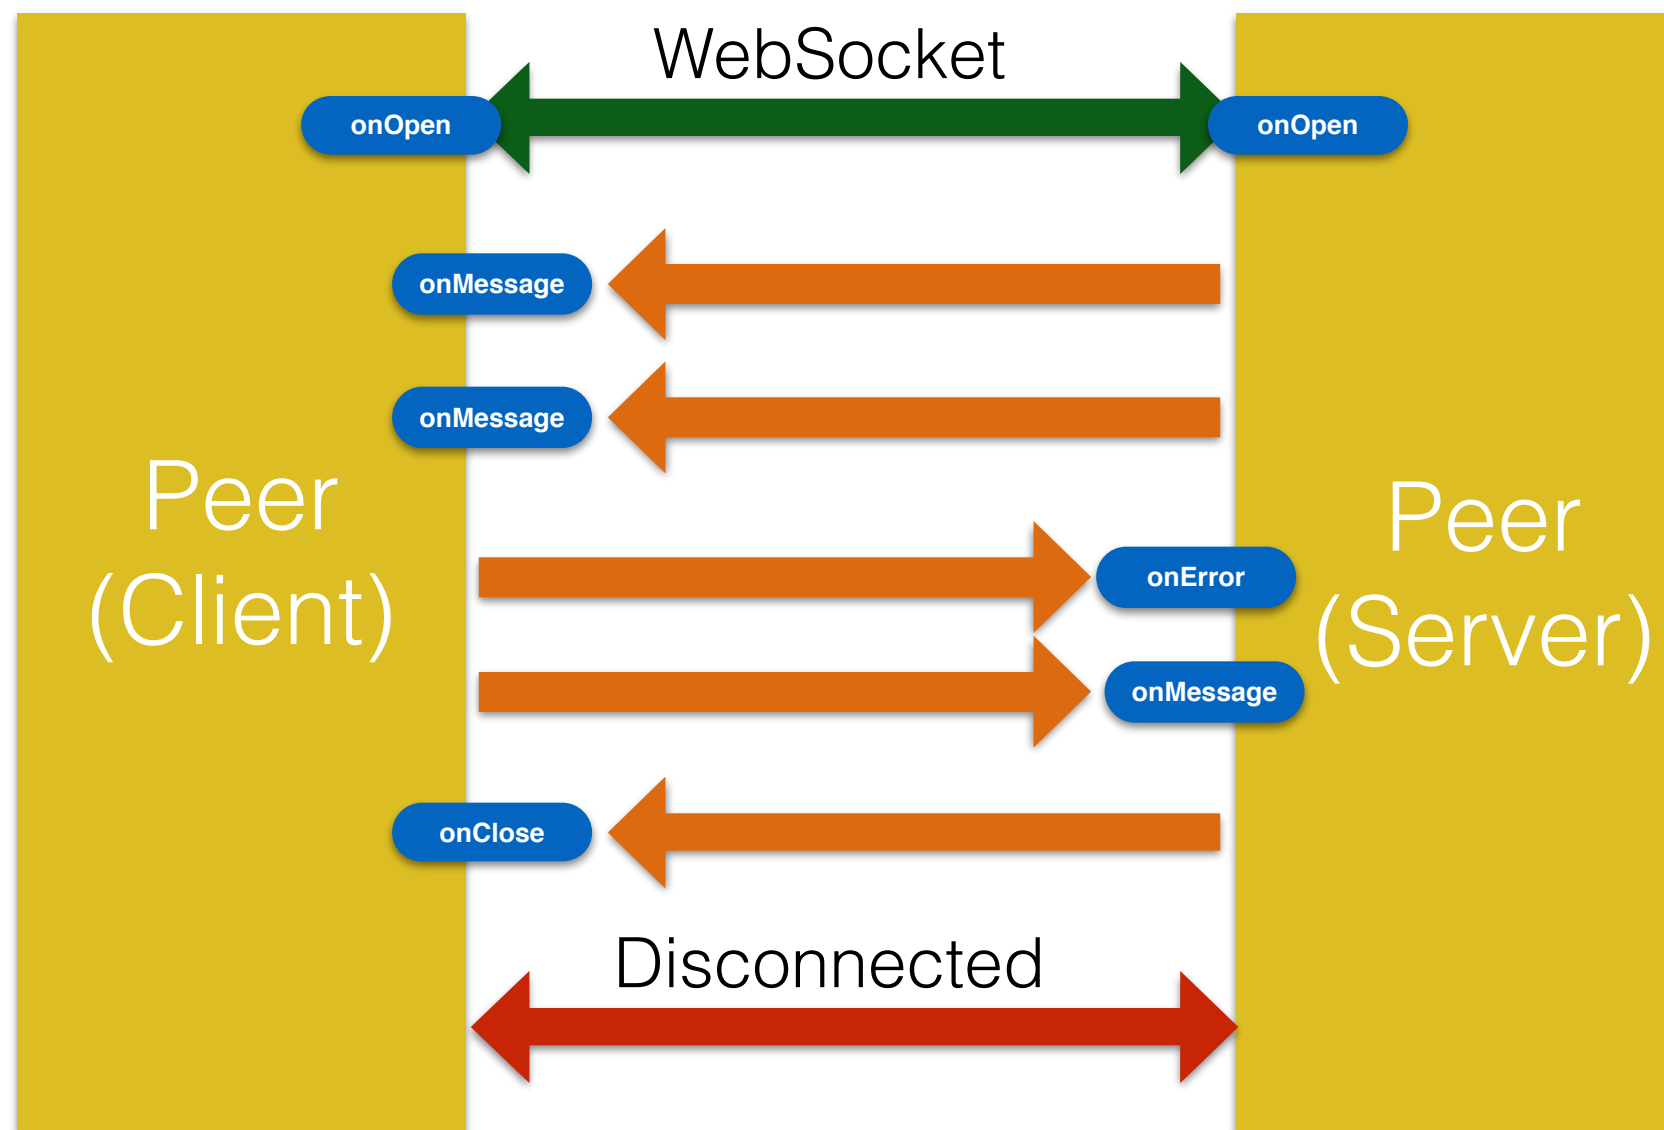 WebSocket
onOpen
onOpen
onMessage
onMessage
Peer
(Client)
Peer
(Server)
onError
onMessage
onClose
Disconnected